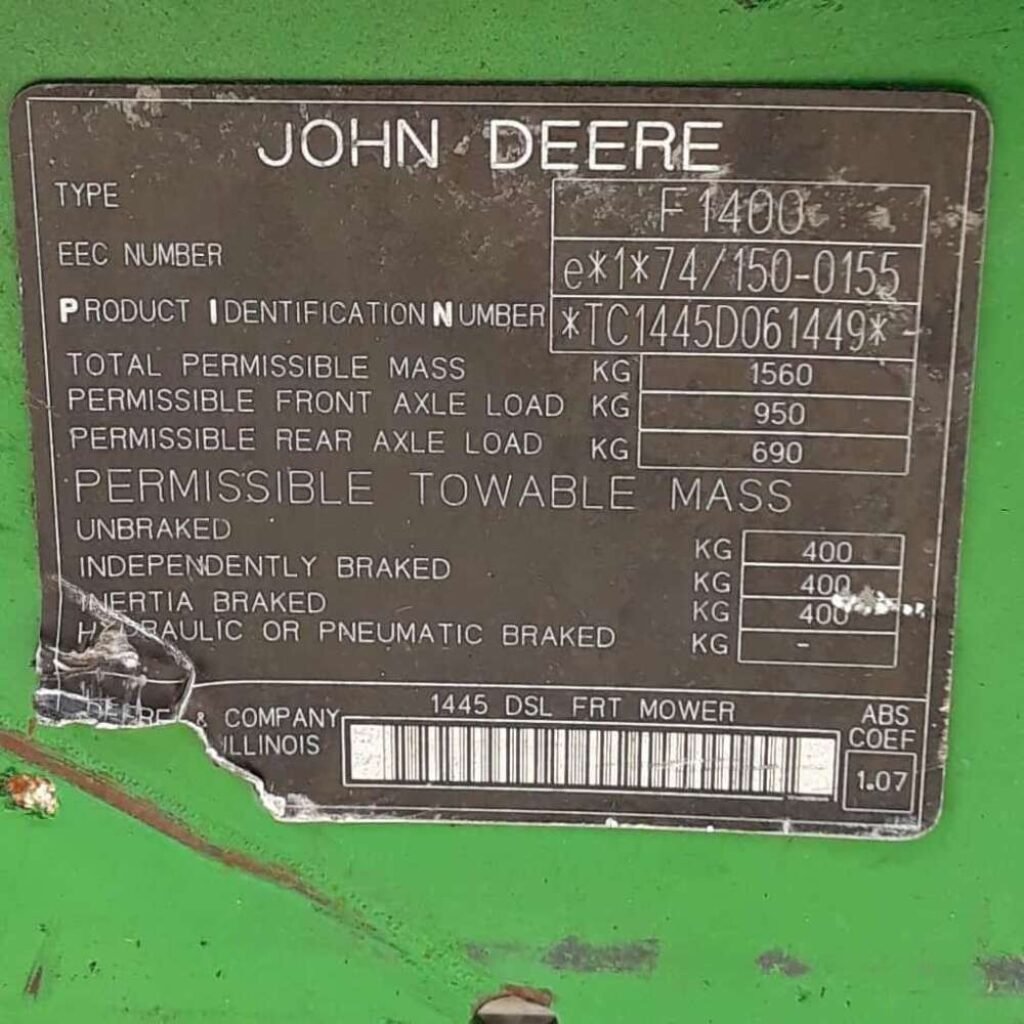 JOHN DEERE
TYPE F1400
EEC NUMBER e*1*74/150-0155
PRODUCT IDENTIFICATION NUMBER *TC1445D061449*
TOTAL PERMISSIBLE MASS KG 1560
PERMISSIBLE FRONT AXLE LOAD KG 950
PERMISSIBLE REAR AXLE LOAD KG 690
PERMISSIBLE TOWABLE MASS
UNBRAKED KG 400
INDEPENDENTLY BRAKED KG 400
INERTIA BRAKED KG 400
HYDRAULIC OR PNEUMATIC BRAKED KG -
1445 DSL FRT MOWER ABS
DEERE & COMPANY COEF
ILLINOIS 1.07